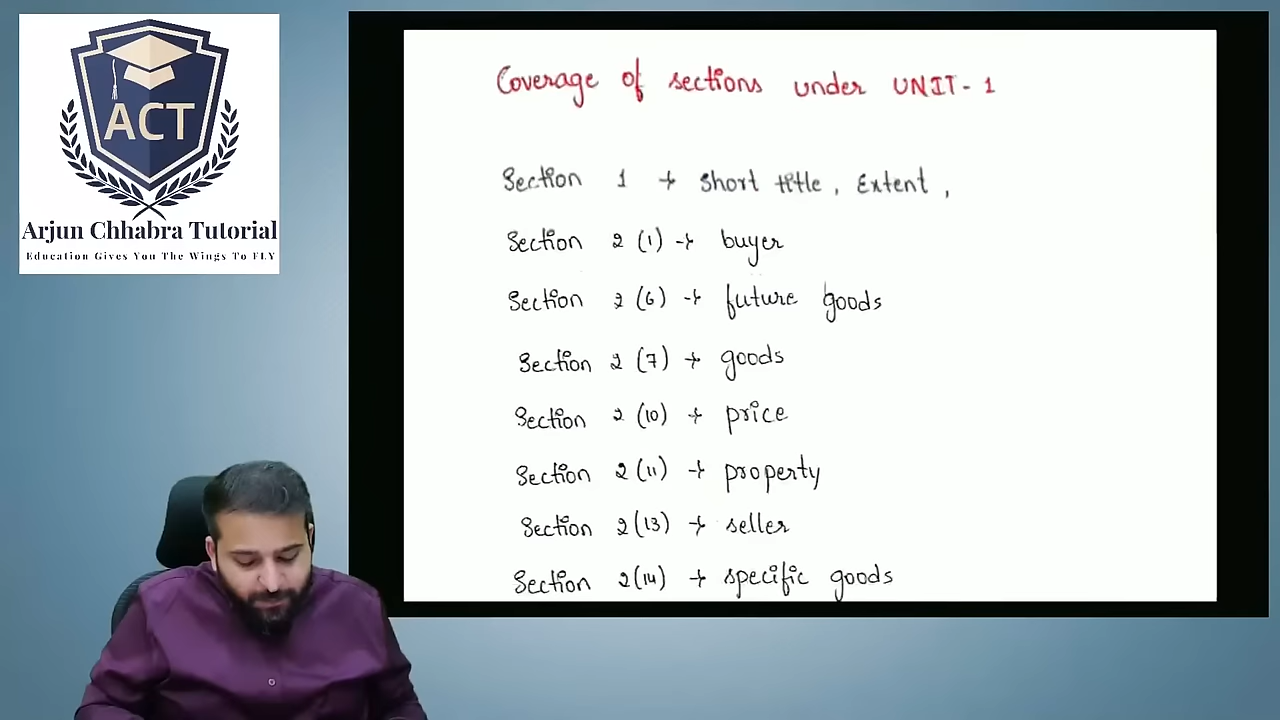 ACT
Arjun Chhabra Tutorial
Education Gives You The Wings To FLY
Coverage of sections under UNIT - 1
Section 1 → Short title, Extent,
Section 2 (1) → buyer
Section 2 (6) → future goods
Section 2 (7) → goods
Section 2 (10) → price
Section 2 (11) → property
Section 2 (13) → seller
Section 2 (14) → specific goods